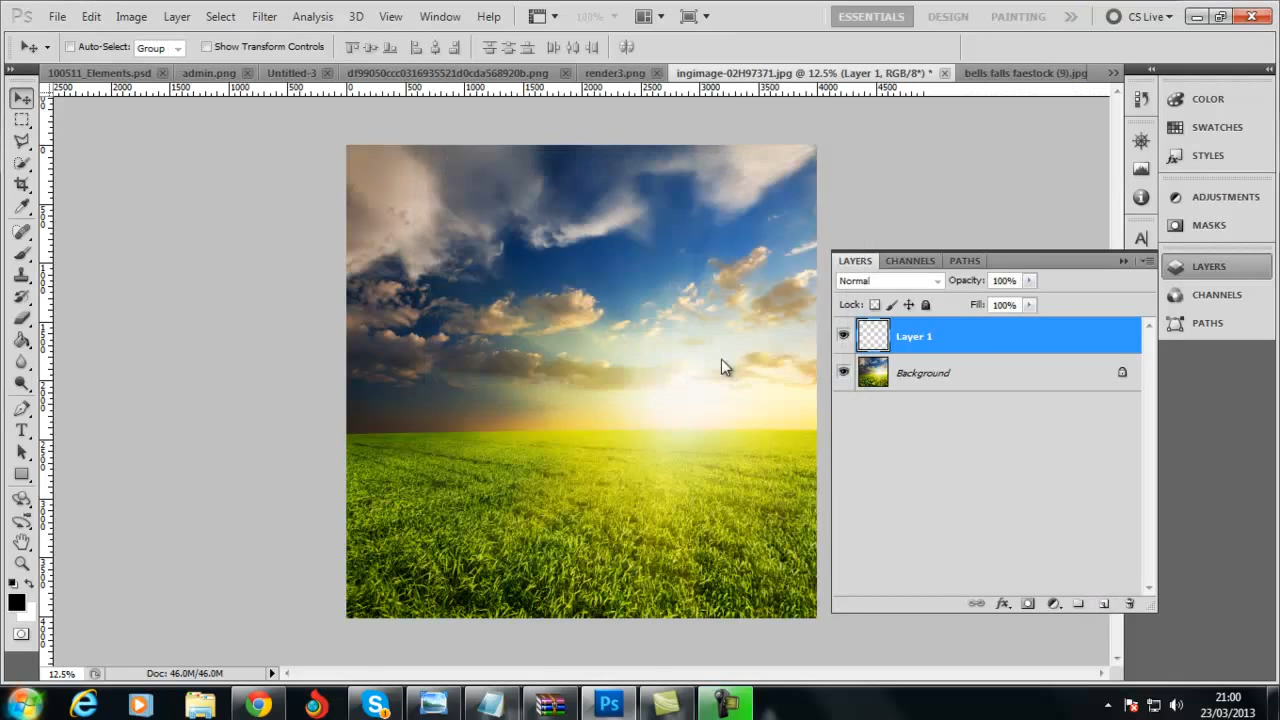 Ps File Edit Image Layer Select Filter Analysis 3D View Window Help 100% ESSENTIALS DESIGN PAINTING CS Live
Auto-Select: Group Show Transform Controls
100511_Elements.psd admin.png Untitled-3 df99050ccc0316935521d0cda568920b.png render3.png ingimage-02H97371.jpg @ 12.5% (Layer 1, RGB/8*) * bells falls faestock (9).jpg
2500 2000 1500 1000 500 0 500 1000 1500 2000 2500 3000 3500 4000 4500
COLOR
SWATCHES
STYLES
ADJUSTMENTS
MASKS
LAYERS
CHANNELS
PATHS
LAYERS CHANNELS PATHS
Normal Opacity: 100%
Lock: Fill: 100%
Layer 1
Background
12.5% Doc: 46.0M/46.0M
Ps
21:00
23/03/2013